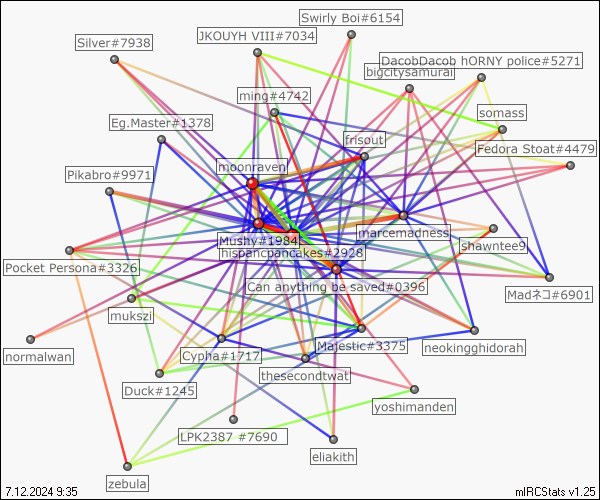 Swirly Boi#6154
JKOUYH VIII#7034
Silver#7938
DacobDacob hORNY police#5271
bigcitysamurai
ming#4742
somass
Eg.Master#1378
frisout
Fedora Stoat#4479
moonraven
Pikabro#9971
marcemadness
Mushy#1984
shawntee9
hispancpancakes#2928
Pocket Persona#3326
Can anything be saved#0396
Madネコ#6901
mukszi
Majestic#3375
neokingghidorah
normalwan
Cypha#1717
thesecondtwat
Duck#1245
yoshimanden
LPK2387 #7690
eliakith
zebula
7.12.2024 9:35
mIRCStats v1.25